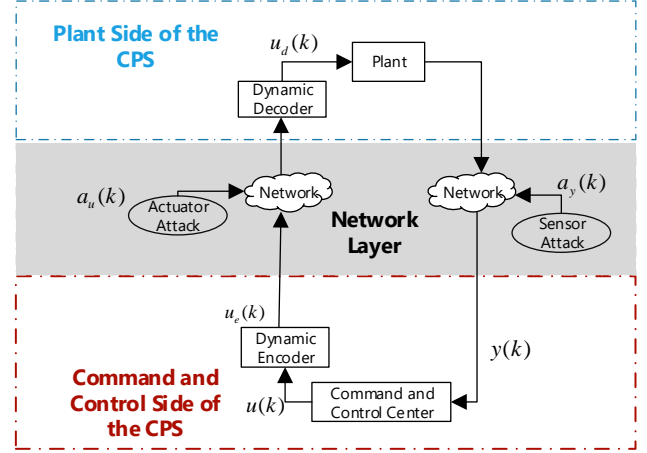 Plant Side of the
CPS
u_d(k)
Plant
Dynamic
Decoder
a_u(k)
Actuator
Attack
Network
Network
a_y(k)
Sensor
Attack
Network
Layer
u_e(k)
Dynamic
Encoder
y(k)
Command and
Control Side of
the CPS
u(k)
Command and
Control Center